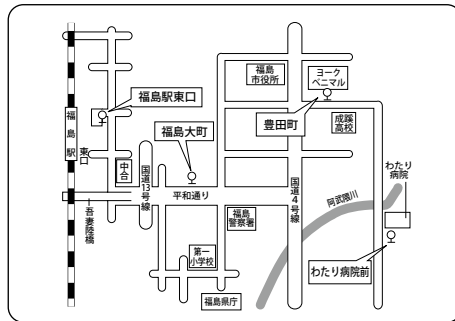 福島駅
東口
福島駅東口
中合
吾妻陸橋
国道13号線
福島大町
平和通り
福島
市役所
ヨーク
ベニマル
豊田町
成蹊
高校
国道4号線
福島
警察署
第一
小学校
福島県庁
阿武隈川
わたり
病院
わたり病院前